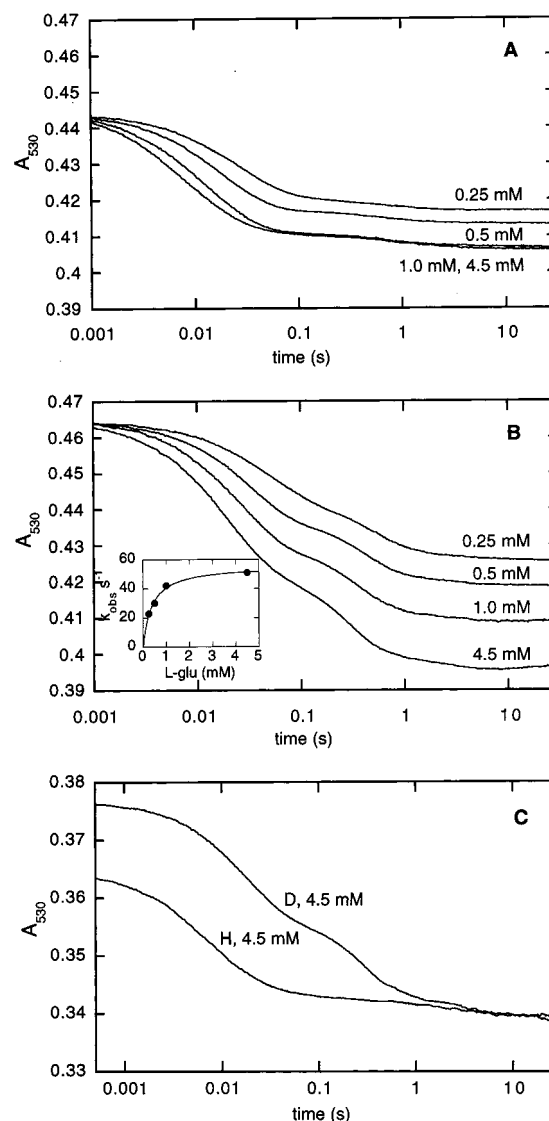 0.47
0.46
0.45
0.44
0.43
0.42
0.41
0.4
0.39
A530
A
0.25 mM
0.5 mM
1.0 mM, 4.5 mM
0.001
0.01
0.1
1
10
time (s)
0.47
0.46
0.45
0.44
0.43
0.42
0.41
0.4
0.39
A530
B
0.25 mM
0.5 mM
1.0 mM
4.5 mM
60
40
20
0
kobs s-1
0 1 2 3 4 5
L-glu (mM)
0.001
0.01
0.1
1
10
time (s)
0.38
0.37
0.36
0.35
0.34
0.33
A530
C
D, 4.5 mM
H, 4.5 mM
0.001
0.01
0.1
1
10
time (s)